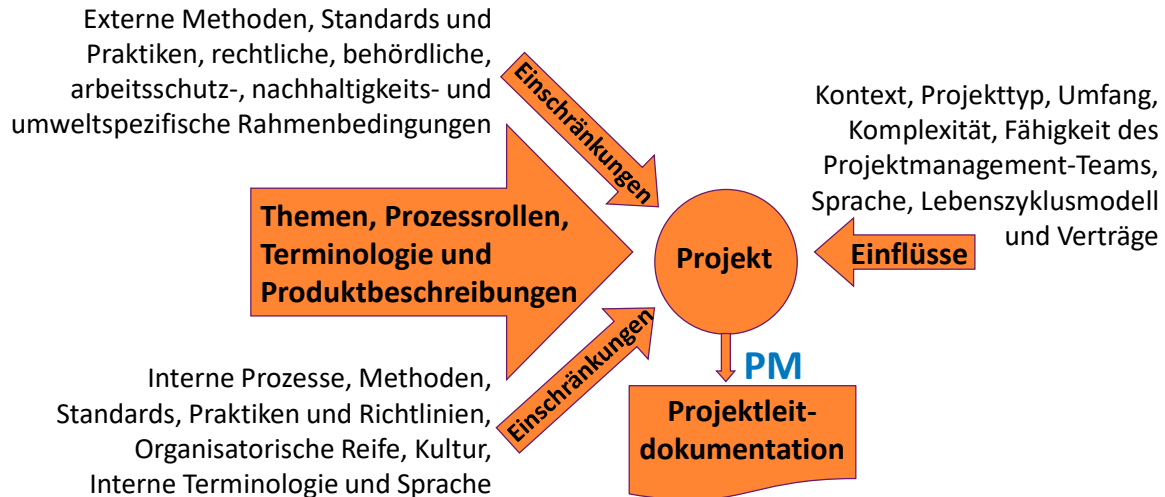 Externe Methoden, Standards und
Praktiken, rechtliche, behördliche,
arbeitsschutz-, nachhaltigkeits- und
umweltspezifische Rahmenbedingungen
Einschränkungen
Kontext, Projekttyp, Umfang,
Komplexität, Fähigkeit des
Projektmanagement-Teams,
Sprache, Lebenszyklusmodell
und Verträge
Themen, Prozessrollen,
Terminologie und
Produktbeschreibungen
Projekt
Einflüsse
Einschränkungen
Interne Prozesse, Methoden,
Standards, Praktiken und Richtlinien,
Organisatorische Reife, Kultur,
Interne Terminologie und Sprache
PM
Projektleit-
dokumentation